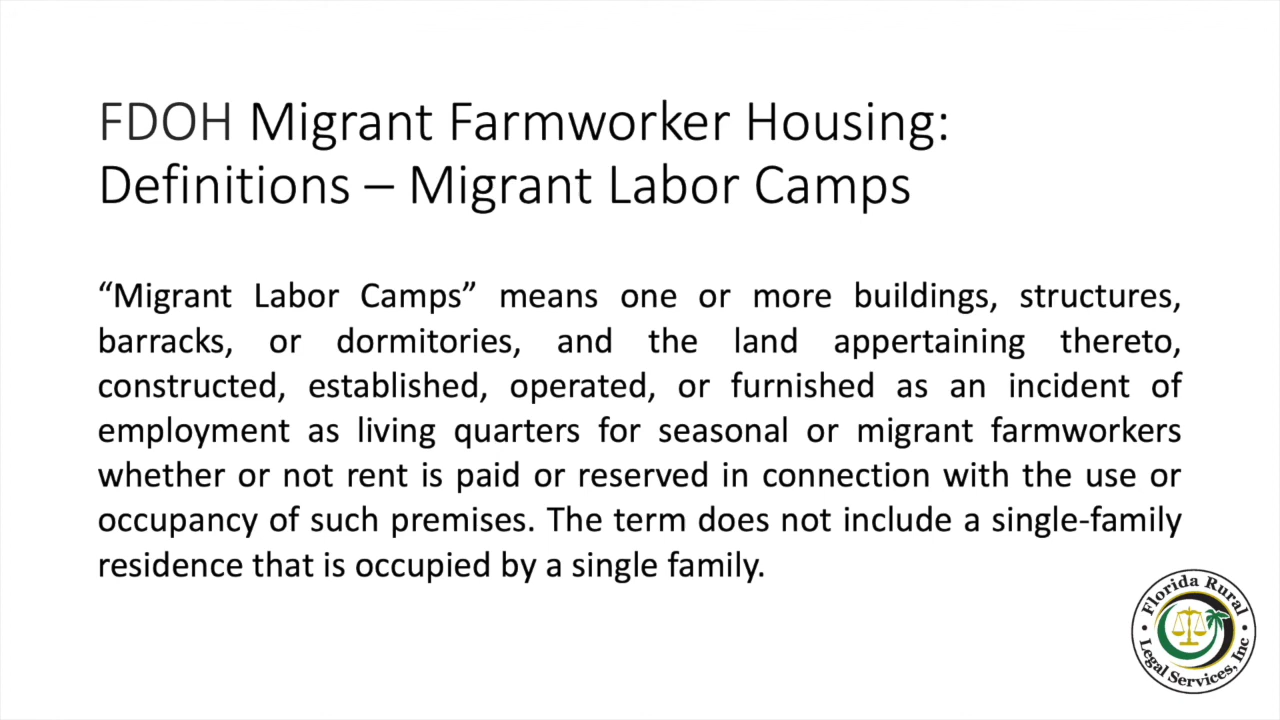 FDOH Migrant Farmworker Housing:
Definitions – Migrant Labor Camps
“Migrant Labor Camps” means one or more buildings, structures,
barracks, or dormitories, and the land appertaining thereto,
constructed, established, operated, or furnished as an incident of
employment as living quarters for seasonal or migrant farmworkers
whether or not rent is paid or reserved in connection with the use or
occupancy of such premises. The term does not include a single-family
residence that is occupied by a single family.
Florida Rural
Legal Services, Inc